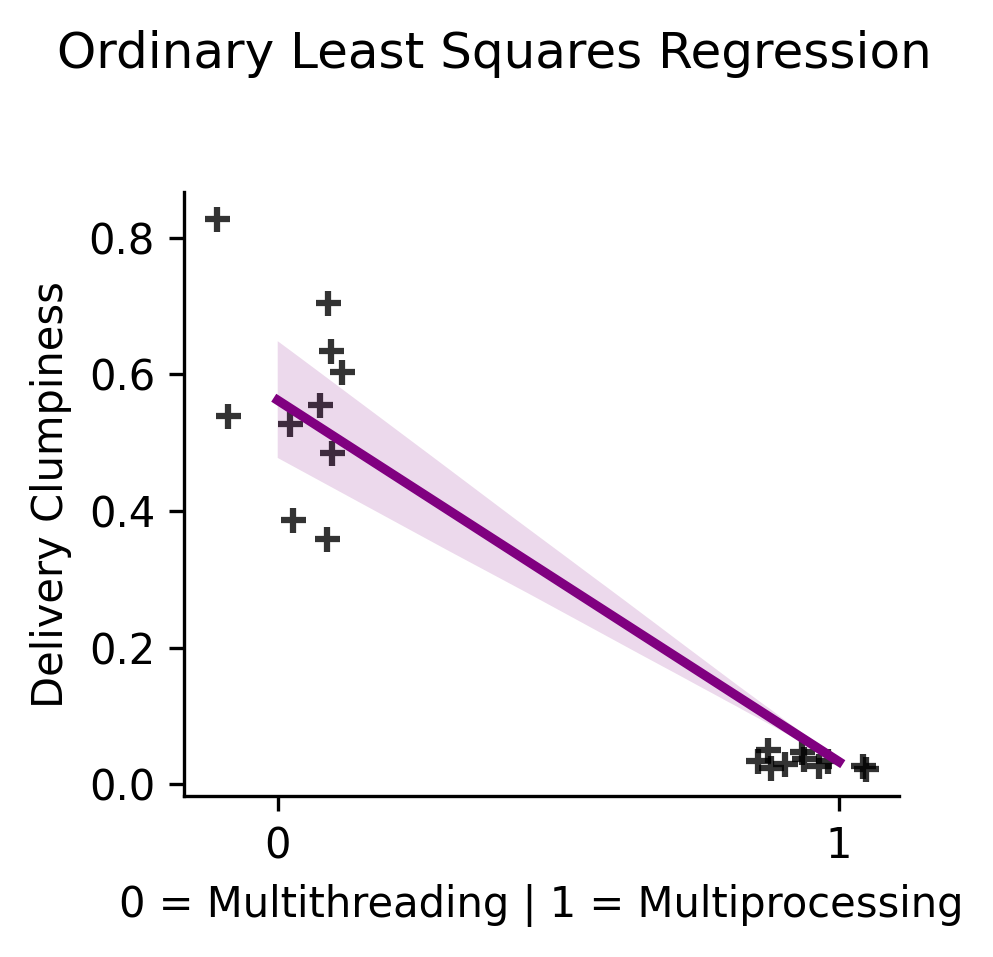 Ordinary Least Squares Regression
0.8
0.6
0.4
0.2
0.0
Delivery Clumpiness
0
1
0 = Multithreading | 1 = Multiprocessing